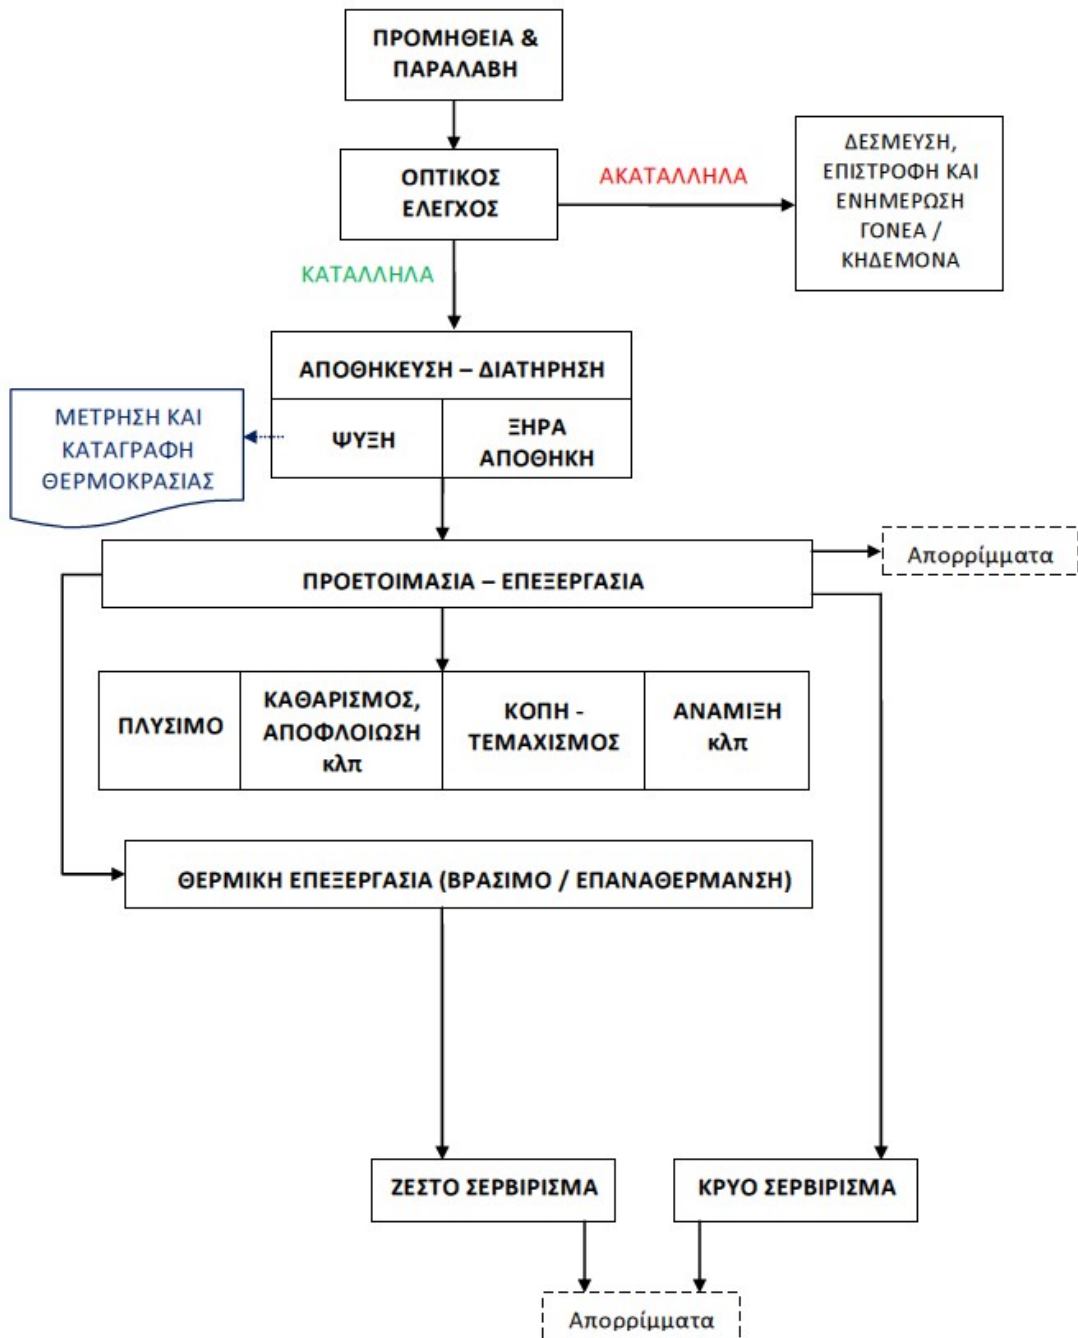 ΠΡΟΜΗΘΕΙΑ &
ΠΑΡΑΛΑΒΗ
ΟΠΤΙΚΟΣ
ΕΛΕΓΧΟΣ
ΑΚΑΤΑΛΛΗΛΑ
ΔΕΣΜΕΥΣΗ,
ΕΠΙΣΤΡΟΦΗ ΚΑΙ
ΕΝΗΜΕΡΩΣΗ
ΓΟΝΕΑ /
ΚΗΔΕΜΟΝΑ
ΚΑΤΑΛΛΗΛΑ
ΑΠΟΘΗΚΕΥΣΗ – ΔΙΑΤΗΡΗΣΗ
ΨΥΞΗ
ΞΗΡΑ
ΑΠΟΘΗΚΗ
ΜΕΤΡΗΣΗ ΚΑΙ
ΚΑΤΑΓΡΑΦΗ
ΘΕΡΜΟΚΡΑΣΙΑΣ
ΠΡΟΕΤΟΙΜΑΣΙΑ – ΕΠΕΞΕΡΓΑΣΙΑ
Απορρίμματα
ΠΛΥΣΙΜΟ
ΚΑΘΑΡΙΣΜΟΣ,
ΑΠΟΦΛΟΙΩΣΗ
κλπ
ΚΟΠΗ -
ΤΕΜΑΧΙΣΜΟΣ
ΑΝΑΜΙΞΗ
κλπ
ΘΕΡΜΙΚΗ ΕΠΕΞΕΡΓΑΣΙΑ (ΒΡΑΣΙΜΟ / ΕΠΑΝΑΘΕΡΜΑΝΣΗ)
ΖΕΣΤΟ ΣΕΡΒΙΡΙΣΜΑ
ΚΡΥΟ ΣΕΡΒΙΡΙΣΜΑ
Απορρίμματα